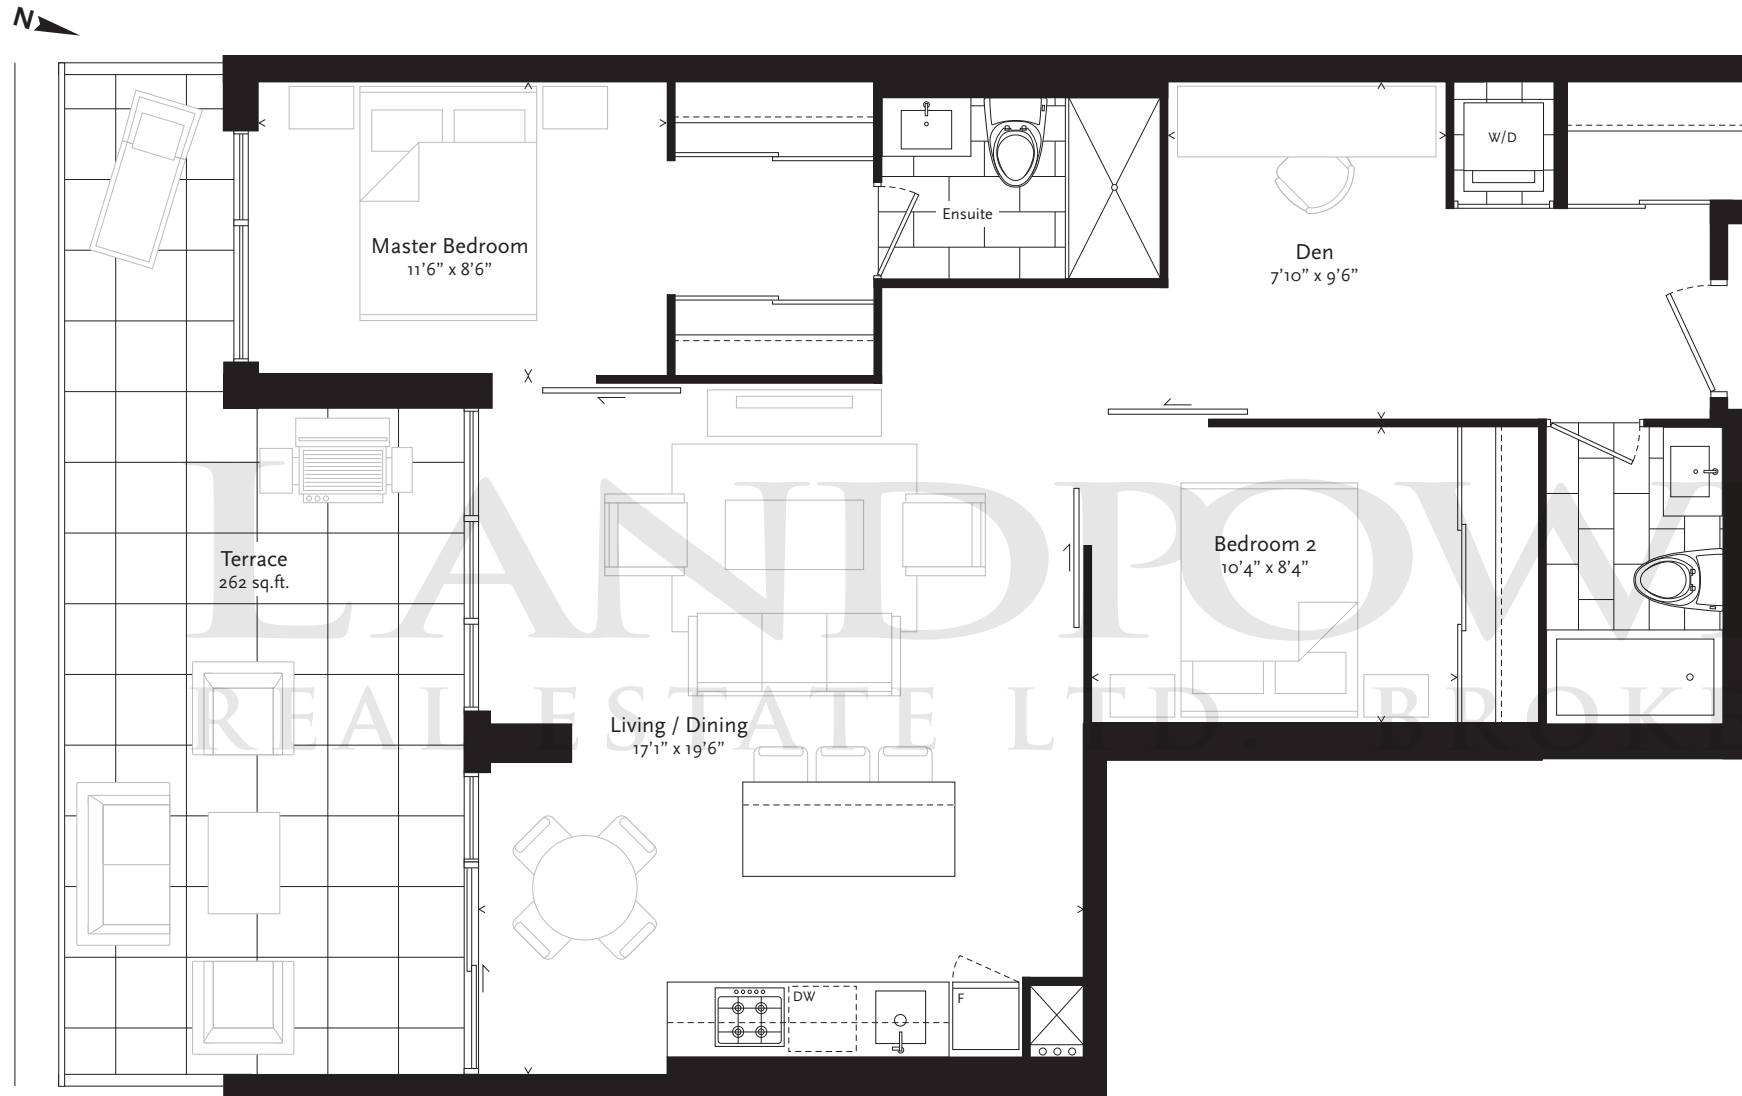 N
W/D
Ensuite
Master Bedroom
11'6" x 8'6"
Den
7'10" x 9'6"
Terrace
262 sq.ft.
Bedroom 2
10'4" x 8'4"
LANDPOW
REAL ESTATE LTD. BROKE
Living / Dining
17'1" x 19'6"
DW
F